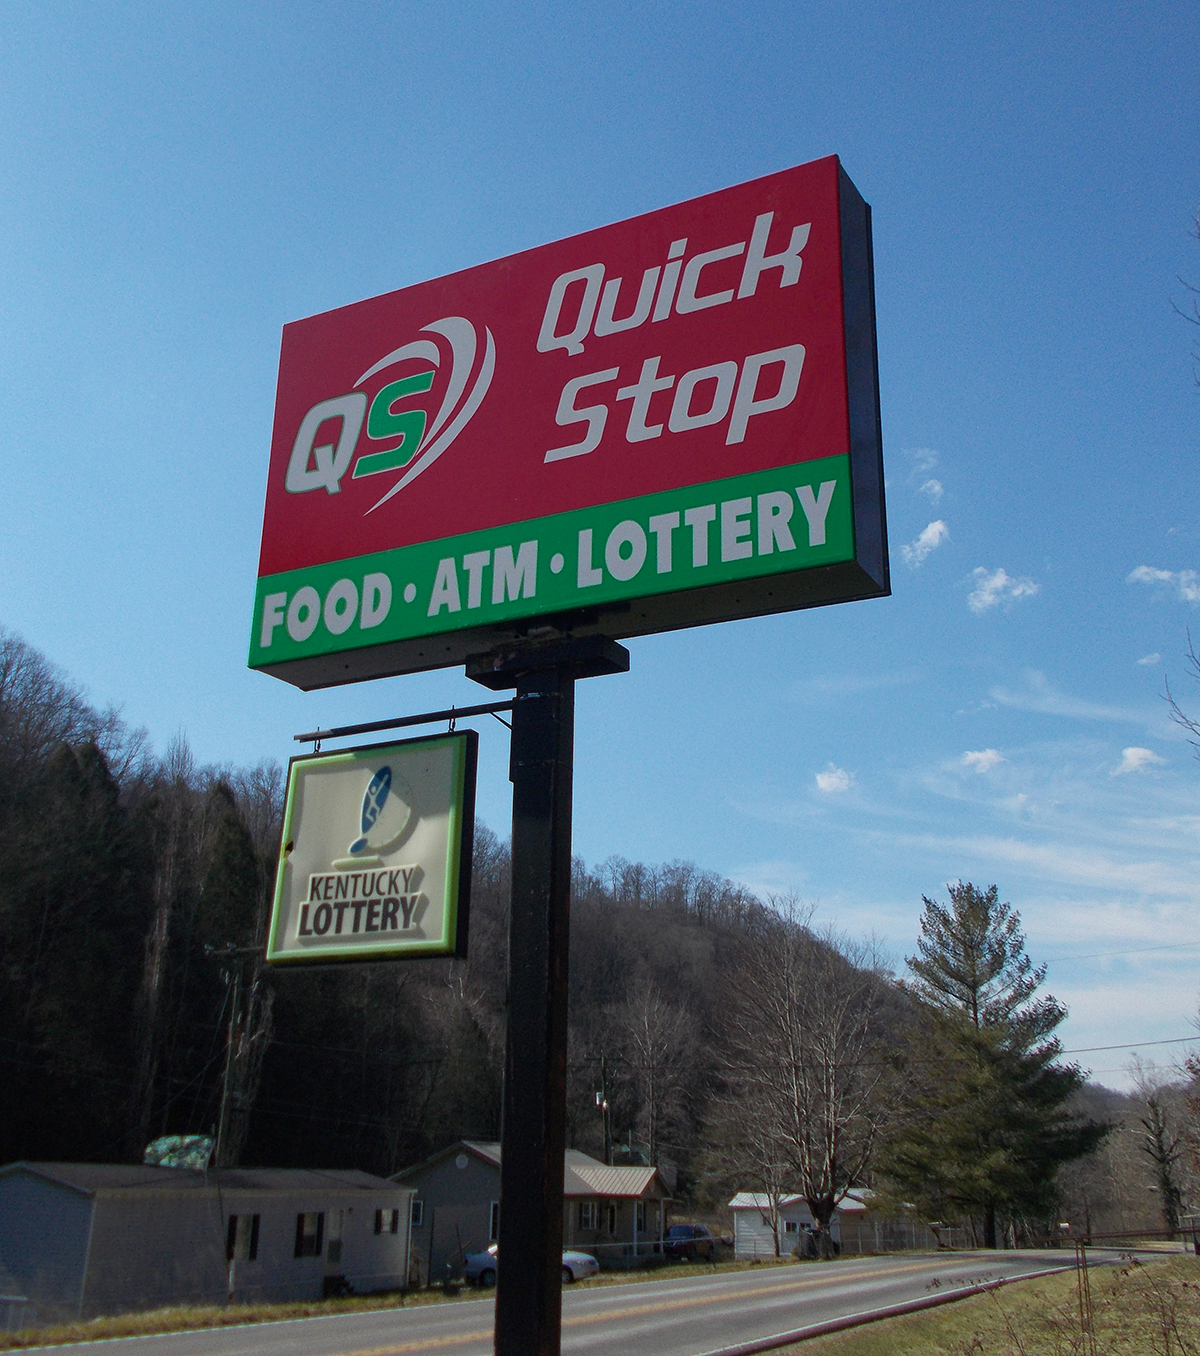 QS
Quick
Stop
FOOD • ATM • LOTTERY
KENTUCKY
LOTTERY